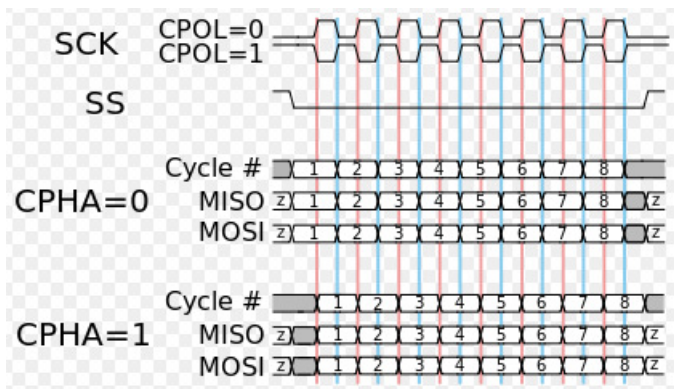 SCK CPOL=0
CPOL=1
SS
Cycle # 1 2 3 4 5 6 7 8
CPHA=0 MISO z 1 2 3 4 5 6 7 8 z
MOSI z 1 2 3 4 5 6 7 8 z
Cycle # 1 2 3 4 5 6 7 8
CPHA=1 MISO z 1 2 3 4 5 6 7 8 z
MOSI z 1 2 3 4 5 6 7 8 z